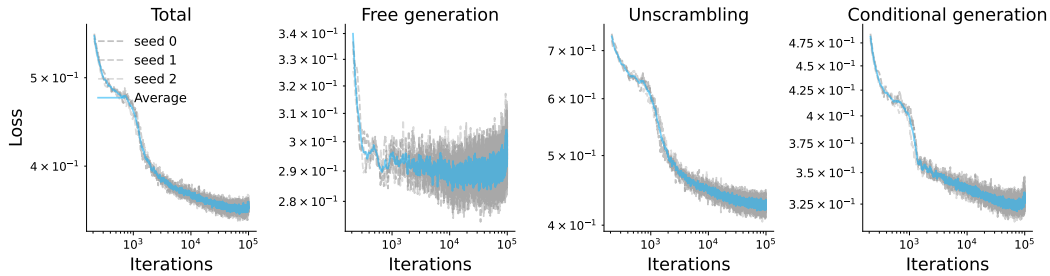 Total
Loss
5 × 10⁻¹
4 × 10⁻¹
seed 0
seed 1
seed 2
Average
10³
10⁴
10⁵
Iterations
Free generation
3.4 × 10⁻¹
3.3 × 10⁻¹
3.2 × 10⁻¹
3.1 × 10⁻¹
3 × 10⁻¹
2.9 × 10⁻¹
2.8 × 10⁻¹
10³
10⁴
10⁵
Iterations
Unscrambling
7 × 10⁻¹
6 × 10⁻¹
5 × 10⁻¹
4 × 10⁻¹
10³
10⁴
10⁵
Iterations
Conditional generation
4.75 × 10⁻¹
4.5 × 10⁻¹
4.25 × 10⁻¹
4 × 10⁻¹
3.75 × 10⁻¹
3.5 × 10⁻¹
3.25 × 10⁻¹
10³
10⁴
10⁵
Iterations